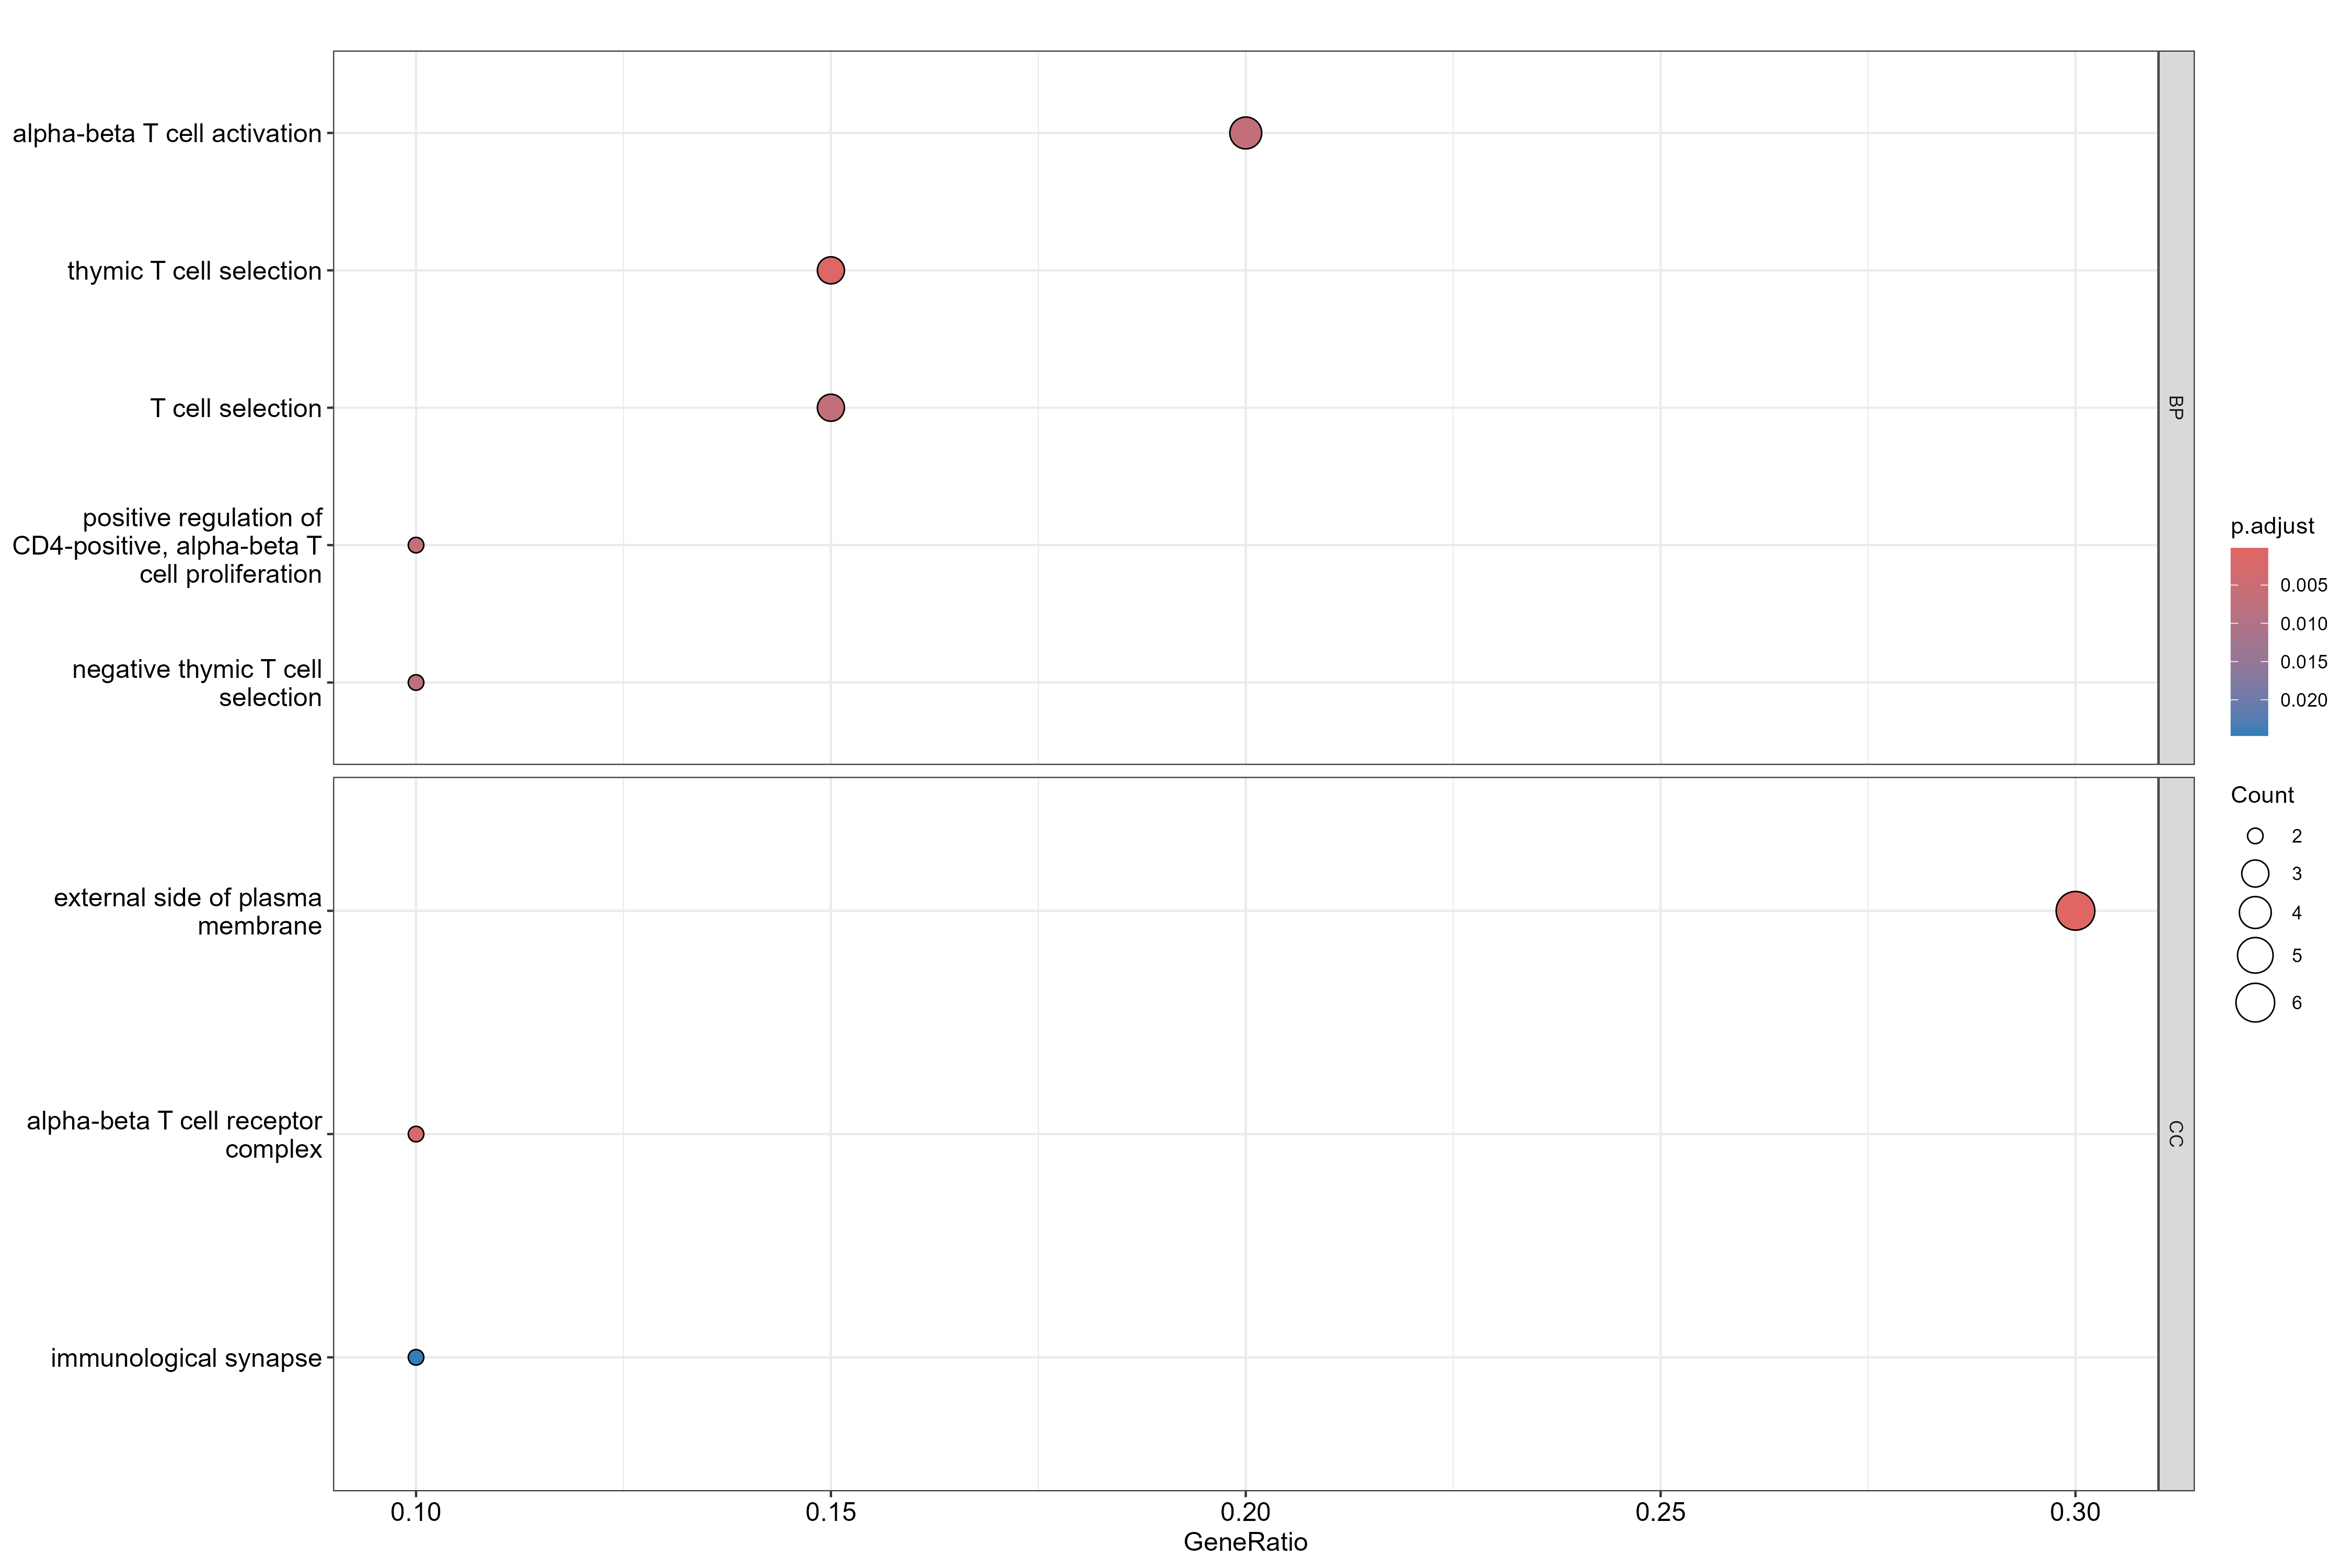 alpha-beta T cell activation
thymic T cell selection
T cell selection
positive regulation of
CD4-positive, alpha-beta T
cell proliferation
negative thymic T cell
selection
BP
external side of plasma
membrane
alpha-beta T cell receptor
complex
immunological synapse
CC
0.10 0.15 0.20 0.25 0.30
GeneRatio
p.adjust
0.005
0.010
0.015
0.020
Count
2
3
4
5
6